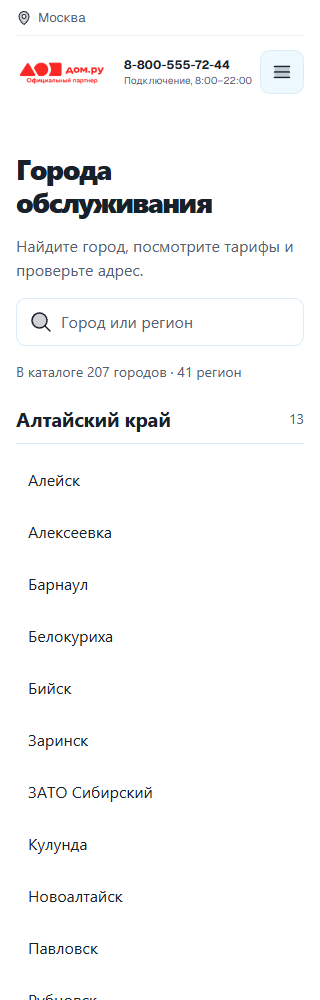 Москва
дом.ру
Официальный партнер
8-800-555-72-44
Подключение, 8:00–22:00
Города
обслуживания
Найдите город, посмотрите тарифы и
проверьте адрес.
Город или регион
В каталоге 207 городов · 41 регион
Алтайский край
13
Алейск
Алексеевка
Барнаул
Белокуриха
Бийск
Заринск
ЗАТО Сибирский
Кулунда
Новоалтайск
Павловск